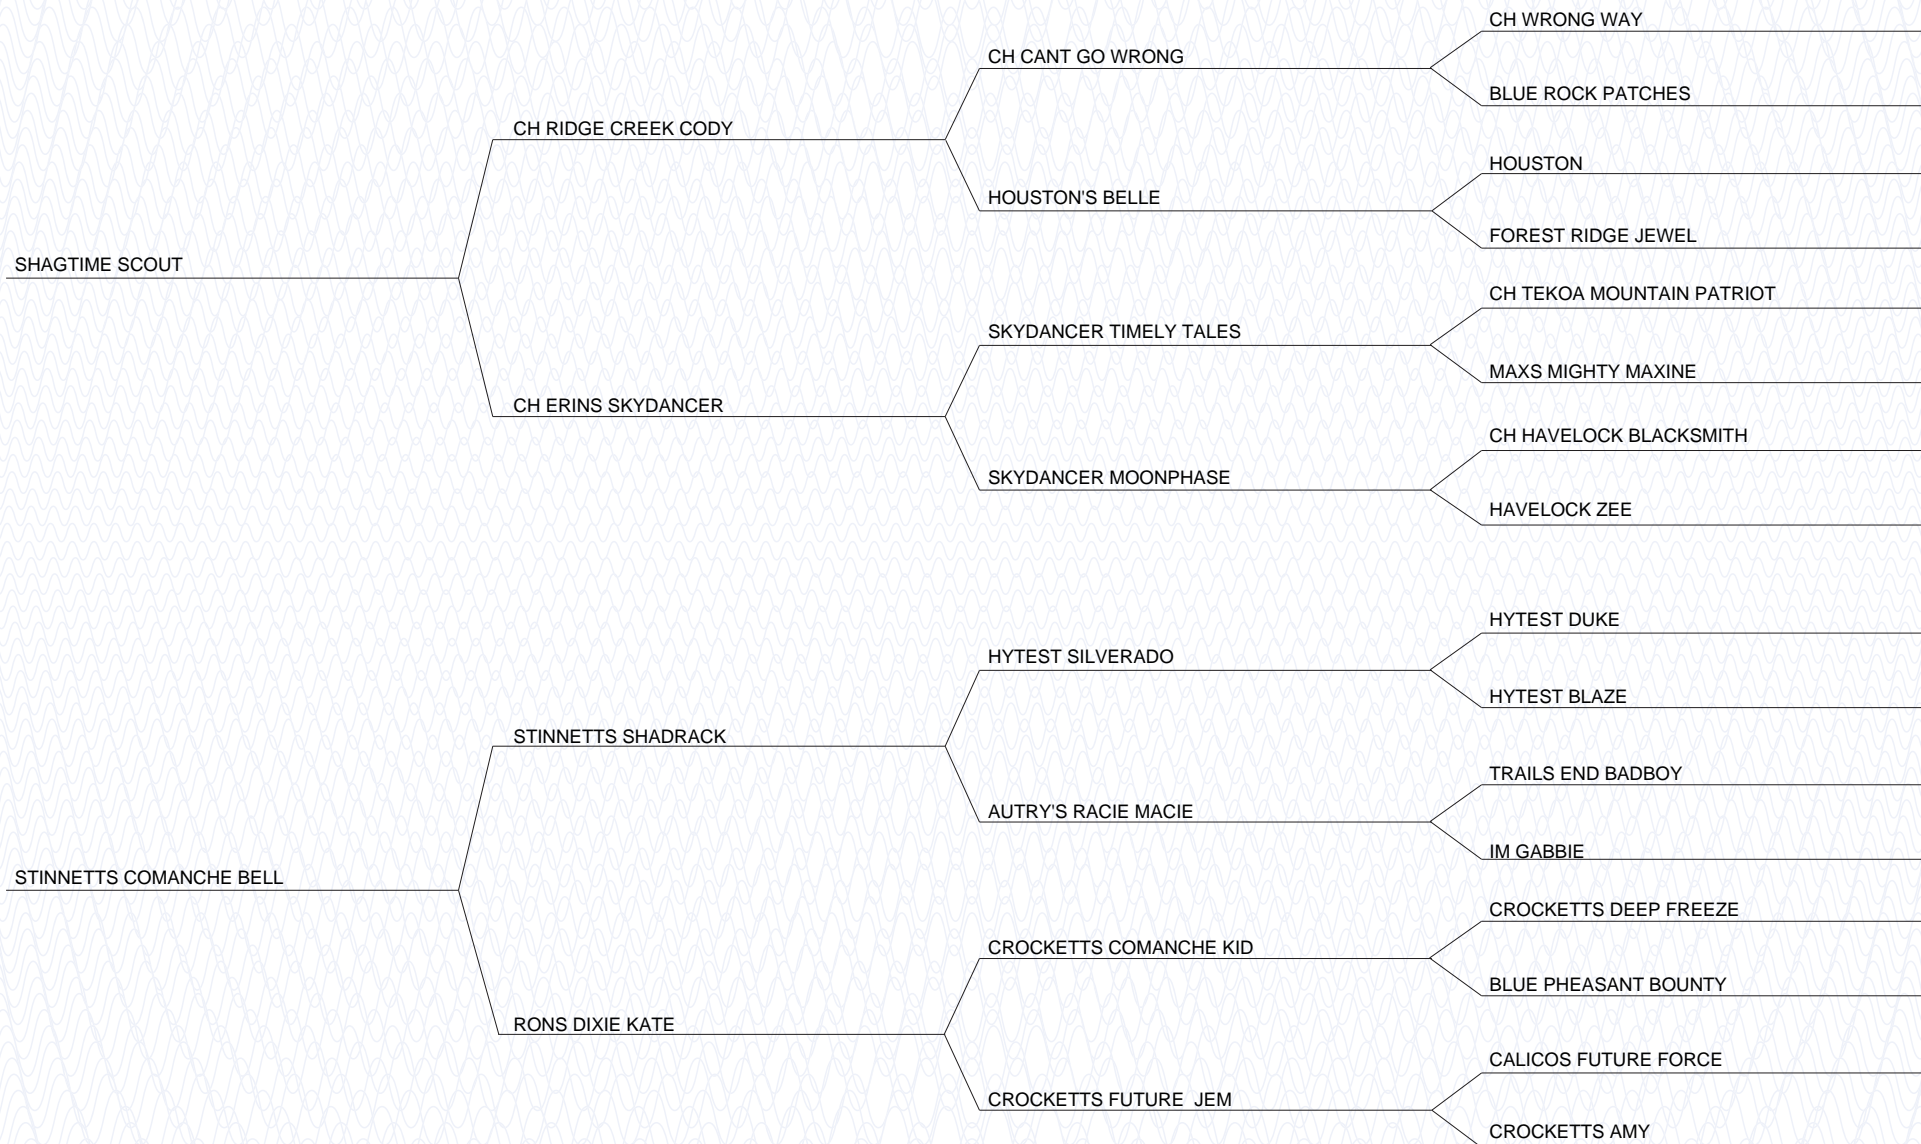 CH WRONG WAY
CH CANT GO WRONG
BLUE ROCK PATCHES
CH RIDGE CREEK CODY
HOUSTON
HOUSTON'S BELLE
FOREST RIDGE JEWEL
SHAGTIME SCOUT
CH TEKOA MOUNTAIN PATRIOT
SKYDANCER TIMELY TALES
MAXS MIGHTY MAXINE
CH ERINS SKYDANCER
CH HAVELOCK BLACKSMITH
SKYDANCER MOONPHASE
HAVELOCK ZEE
HYTEST DUKE
HYTEST SILVERADO
HYTEST BLAZE
STINNETTS SHADRACK
TRAILS END BADBOY
AUTRY'S RACIE MACIE
IM GABBIE
STINNETTS COMANCHE BELL
CROCKETTS DEEP FREEZE
CROCKETTS COMANCHE KID
BLUE PHEASANT BOUNTY
RONS DIXIE KATE
CALICOS FUTURE FORCE
CROCKETTS FUTURE  JEM
CROCKETTS AMY